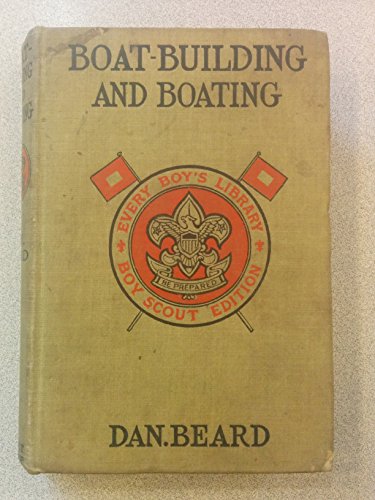 BOAT-BUILDING
AND BOATING
EVERY BOY'S LIBRARY
BE PREPARED
BOY SCOUT EDITION
DAN.BEARD